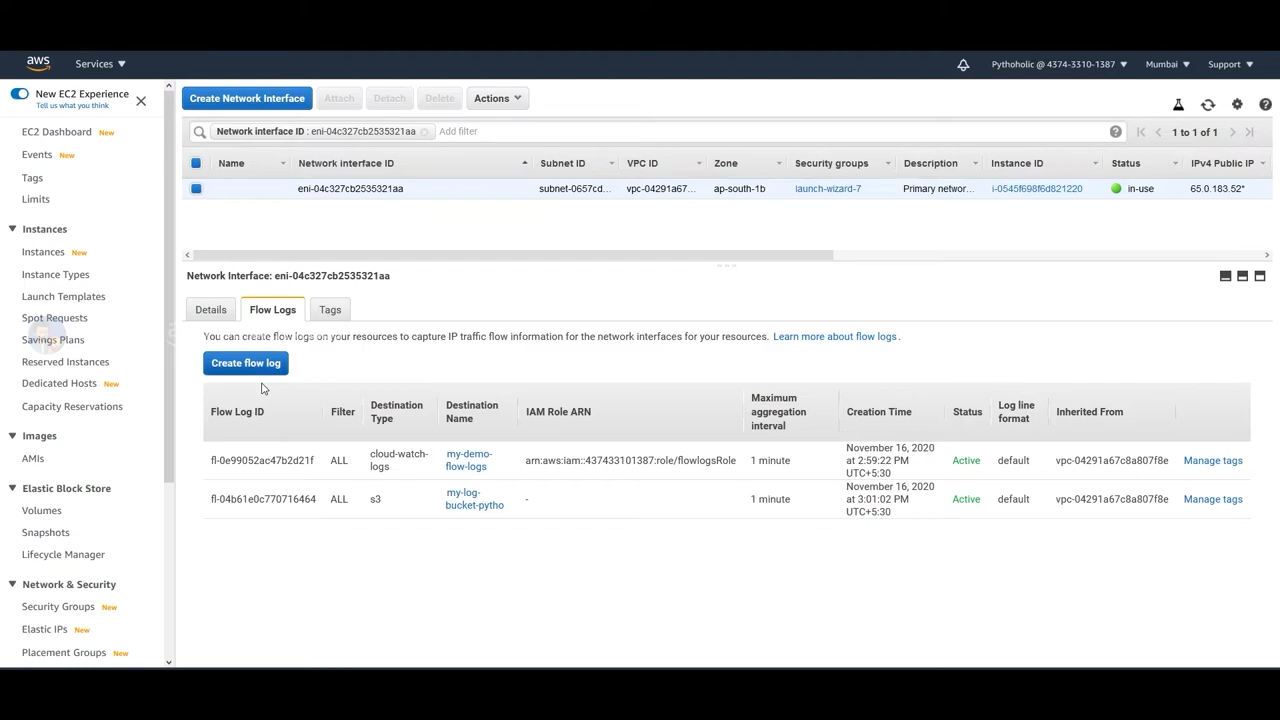 aws Services Pythoholic @ 4374-3310-1387 Mumbai Support
New EC2 Experience
Tell us what you think
EC2 Dashboard New
Events New
Tags
Limits
Instances
Instances New
Instance Types
Launch Templates
Spot Requests
Savings Plans
Reserved Instances
Dedicated Hosts New
Capacity Reservations
Images
AMIs
Elastic Block Store
Volumes
Snapshots
Lifecycle Manager
Network & Security
Security Groups New
Elastic IPs New
Placement Groups New
Create Network Interface Attach Detach Delete Actions
Network interface ID : eni-04c327cb2535321aa Add filter 1 to 1 of 1
Name Network interface ID Subnet ID VPC ID Zone Security groups Description Instance ID Status IPv4 Public IP
eni-04c327cb2535321aa subnet-0657cd... vpc-04291a67... ap-south-1b launch-wizard-7 Primary networ... i-0545f698f6d821220 in-use 65.0.183.52*
Network Interface: eni-04c327cb2535321aa
Details Flow Logs Tags
You can create flow logs on your resources to capture IP traffic flow information for the network interfaces for your resources. Learn more about flow logs.
Create flow log
Flow Log ID Filter Destination Type Destination Name IAM Role ARN Maximum aggregation interval Creation Time Status Log line format Inherited From
fl-0e99052ac47b2d21f ALL cloud-watch-logs my-demo-flow-logs arn:aws:iam::437433101387:role/flowlogsRole 1 minute November 16, 2020 at 2:59:22 PM UTC+5:30 Active default vpc-04291a67c8a807f8e Manage tags
fl-04b61e0c770716464 ALL s3 my-log-bucket-pytho - 1 minute November 16, 2020 at 3:01:02 PM UTC+5:30 Active default vpc-04291a67c8a807f8e Manage tags